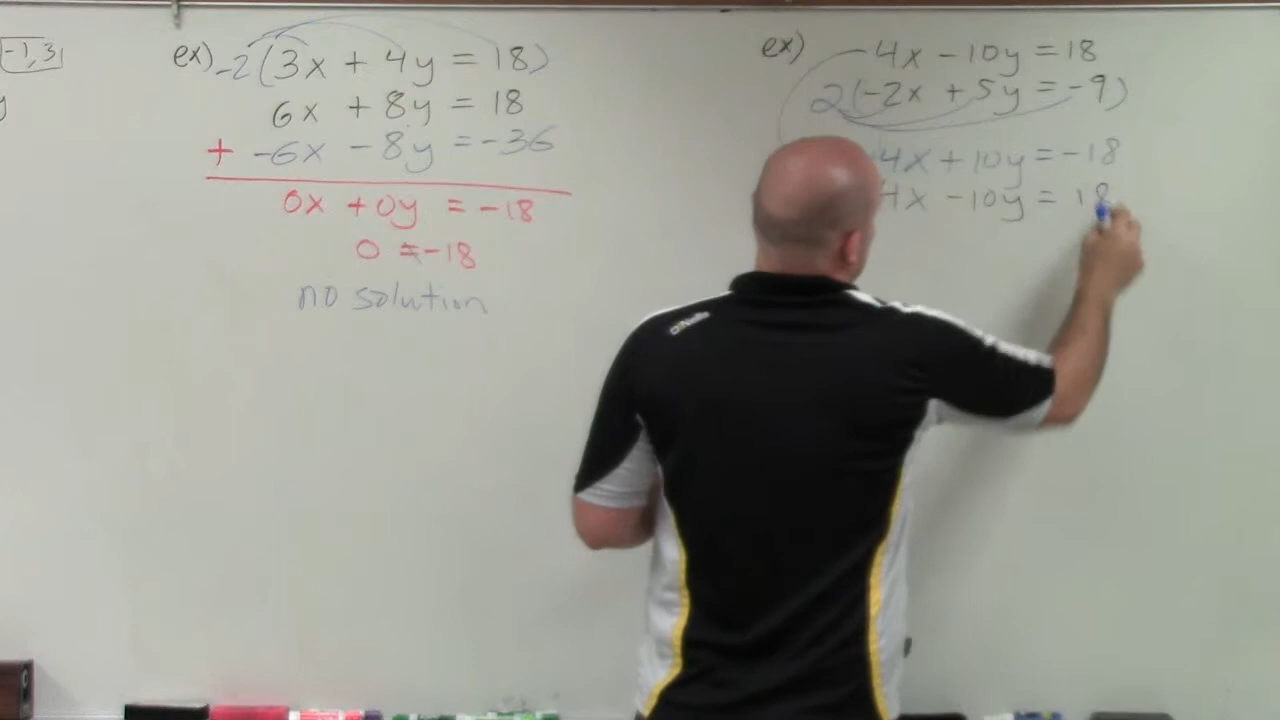 -1,3
y
ex) -2(3x + 4y = 18)
6x + 8y = 18
+ -6x - 8y = -36
0x + 0y = -18
0 ≠ -18
no solution
ex) 4x - 10y = 18
2(-2x + 5y = -9)
4x + 10y = -18
4x - 10y = 18